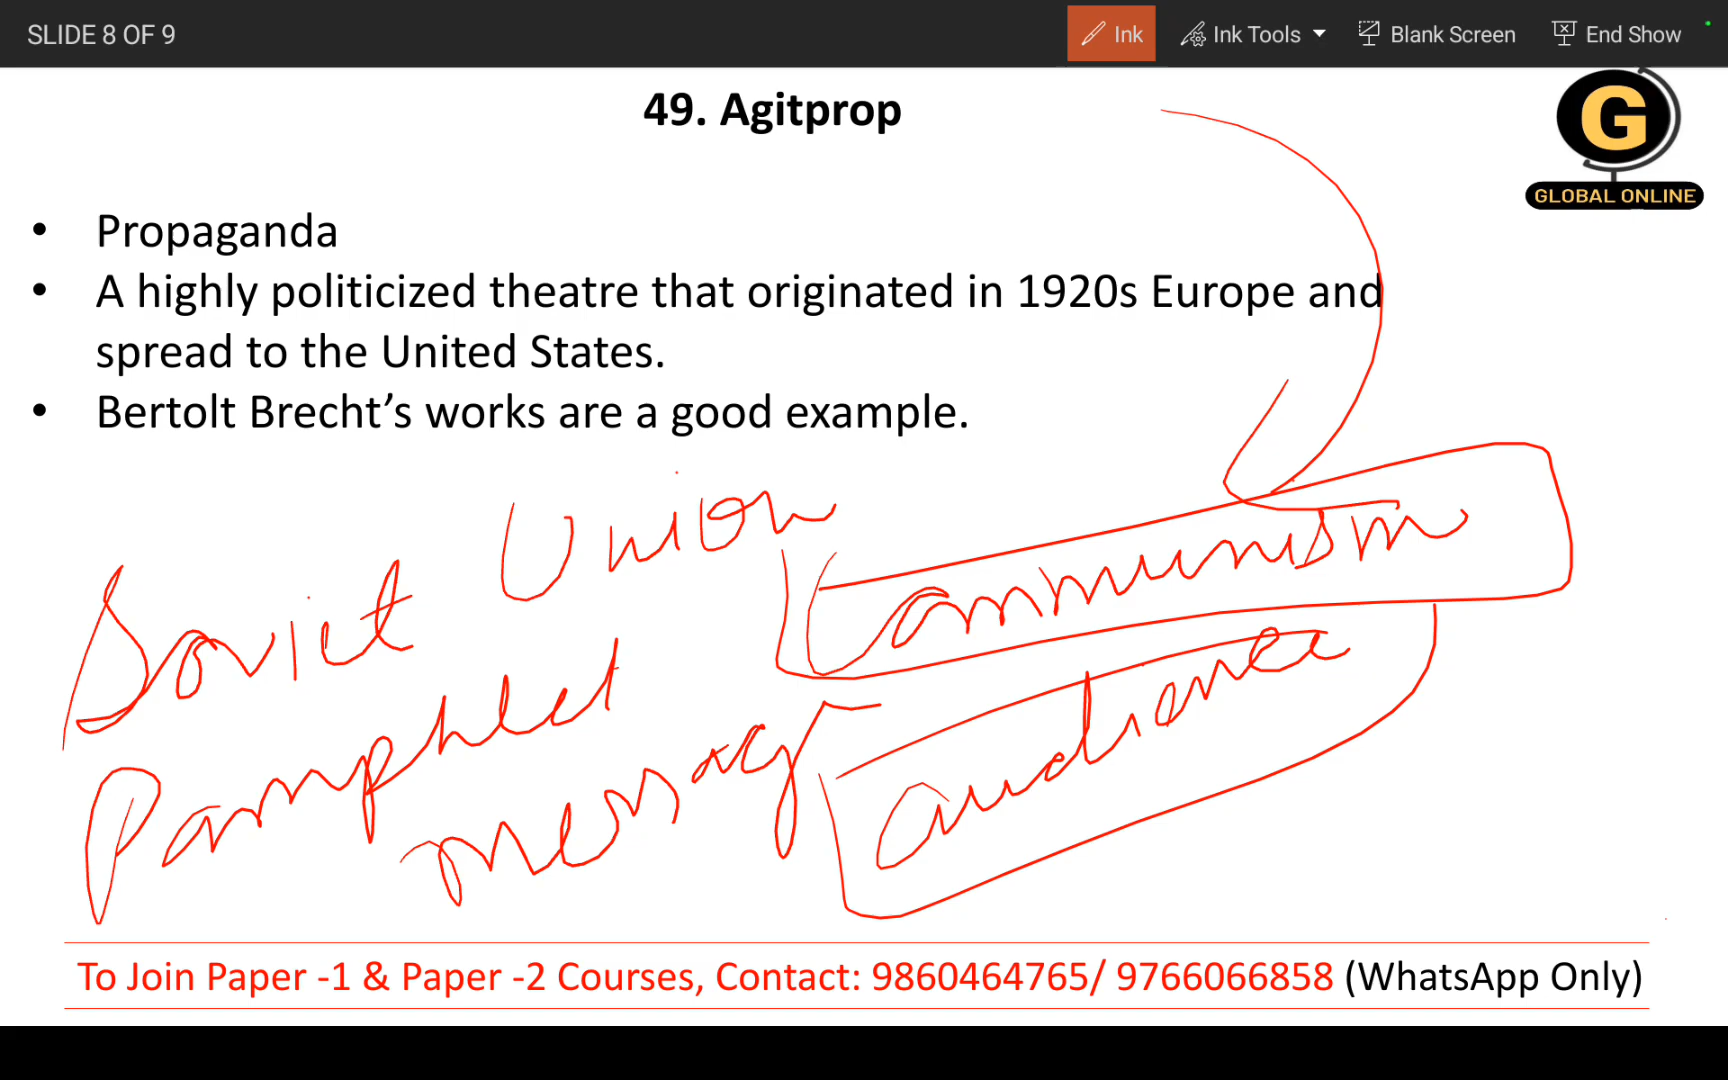 SLIDE 8 OF 9
Ink
Ink Tools
Blank Screen
End Show
49. Agitprop
G
GLOBAL ONLINE
• Propaganda
• A highly politicized theatre that originated in 1920s Europe and
spread to the United States.
• Bertolt Brecht’s works are a good example.
Soviet Union
Communism
Pamphlet
message
audience
To Join Paper -1 & Paper -2 Courses, Contact: 9860464765/ 9766066858 (WhatsApp Only)